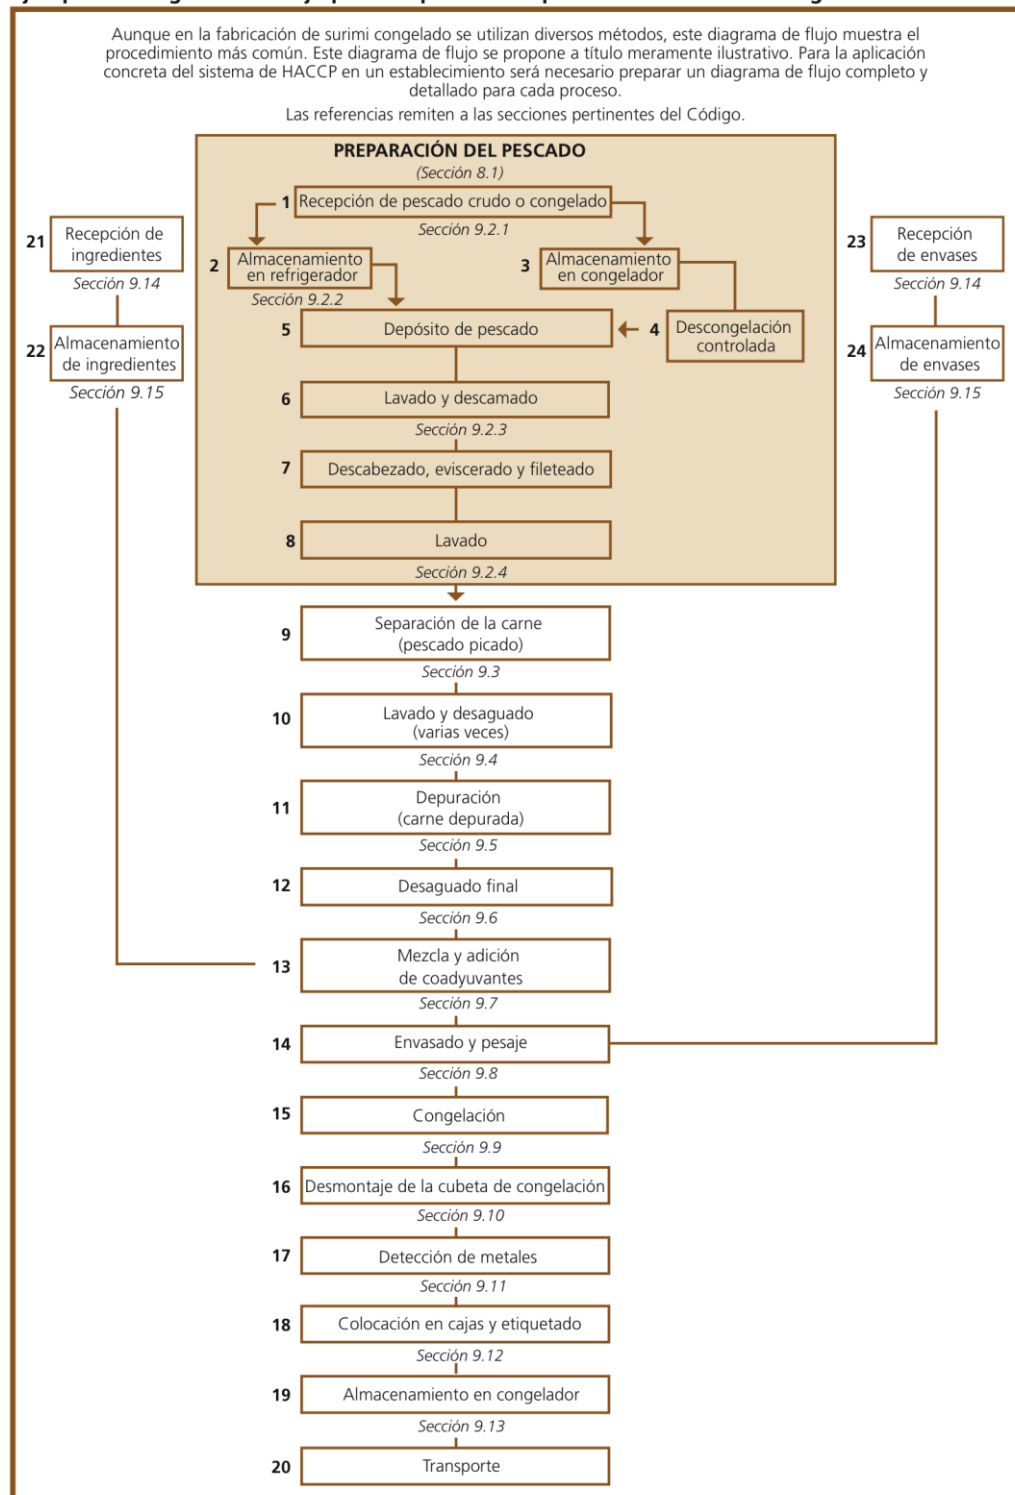 Aunque en la fabricación de surimi congelado se utilizan diversos métodos, este diagrama de flujo muestra el
procedimiento más común. Este diagrama de flujo se propone a título meramente ilustrativo. Para la aplicación
concreta del sistema de HACCP en un establecimiento será necesario preparar un diagrama de flujo completo y
detallado para cada proceso.
Las referencias remiten a las secciones pertinentes del Código.
PREPARACIÓN DEL PESCADO
(Sección 8.1)
1 Recepción de pescado crudo o congelado
Sección 9.2.1
21 Recepción de
ingredientes
Sección 9.14
22 Almacenamiento
de ingredientes
Sección 9.15
2 Almacenamiento
en refrigerador
Sección 9.2.2
3 Almacenamiento
en congelador
23 Recepción
de envases
Sección 9.14
24 Almacenamiento
de envases
Sección 9.15
4 Descongelación
controlada
5 Depósito de pescado
6 Lavado y descamado
Sección 9.2.3
7 Descabezado, eviscerado y fileteado
8 Lavado
Sección 9.2.4
9 Separación de la carne
(pescado picado)
Sección 9.3
10 Lavado y desaguado
(varias veces)
Sección 9.4
11 Depuración
(carne depurada)
Sección 9.5
12 Desaguado final
Sección 9.6
13 Mezcla y adición
de coadyuvantes
Sección 9.7
14 Envasado y pesaje
Sección 9.8
15 Congelación
Sección 9.9
16 Desmontaje de la cubeta de congelación
Sección 9.10
17 Detección de metales
Sección 9.11
18 Colocación en cajas y etiquetado
Sección 9.12
19 Almacenamiento en congelador
Sección 9.13
20 Transporte